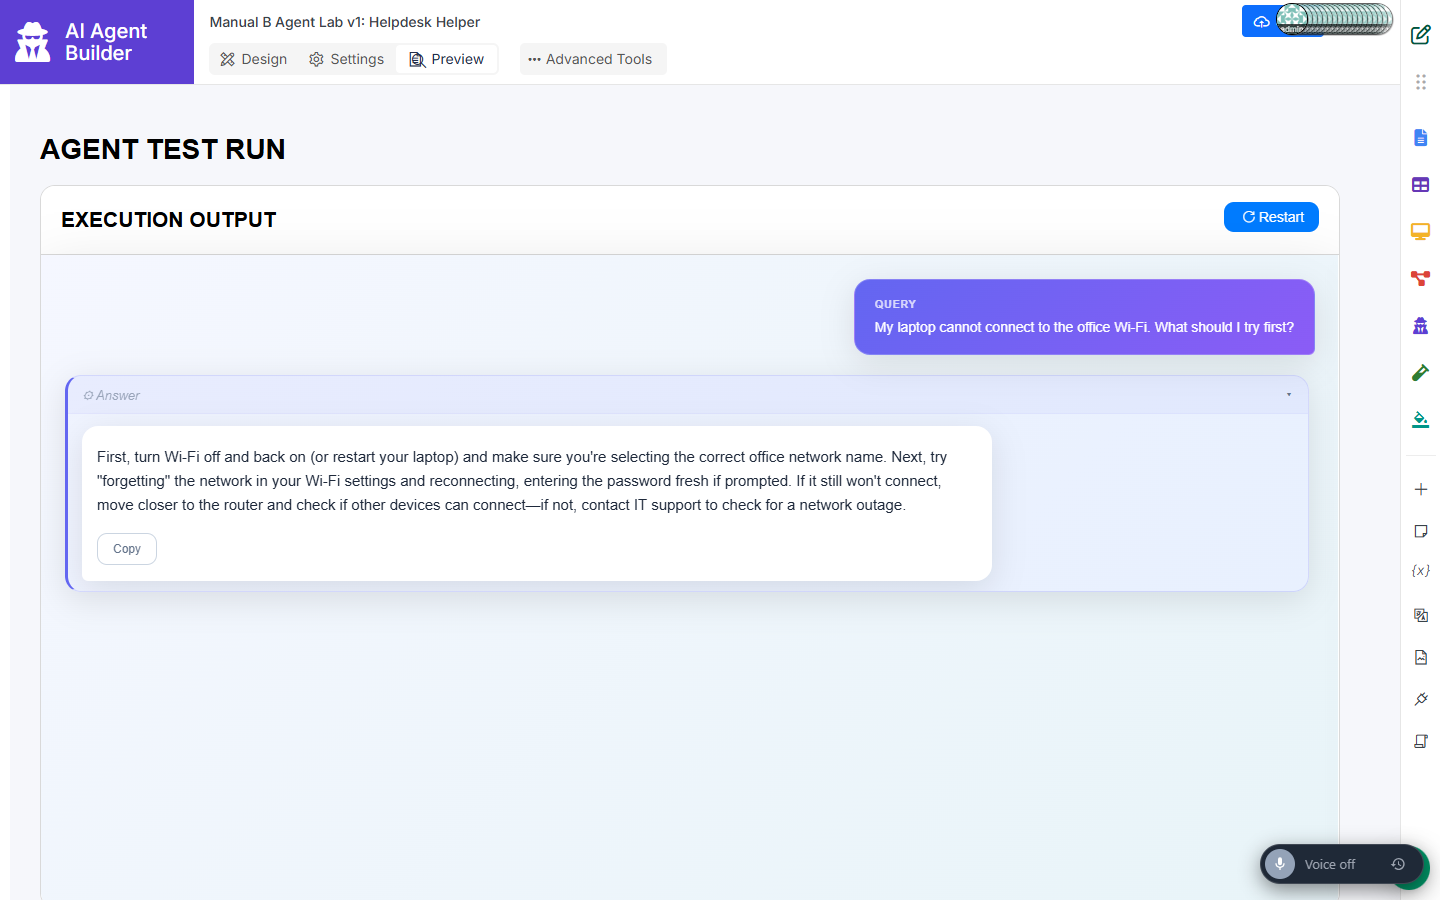 AI Agent
Builder
Manual B Agent Lab v1: Helpdesk Helper
admin
Design
Settings
Preview
Advanced Tools
AGENT TEST RUN
EXECUTION OUTPUT
Restart
QUERY
My laptop cannot connect to the office Wi-Fi. What should I try first?
Answer
First, turn Wi-Fi off and back on (or restart your laptop) and make sure you're selecting the correct office network name. Next, try
"forgetting" the network in your Wi-Fi settings and reconnecting, entering the password fresh if prompted. If it still won't connect,
move closer to the router and check if other devices can connect—if not, contact IT support to check for a network outage.
Copy
{x}
Voice off